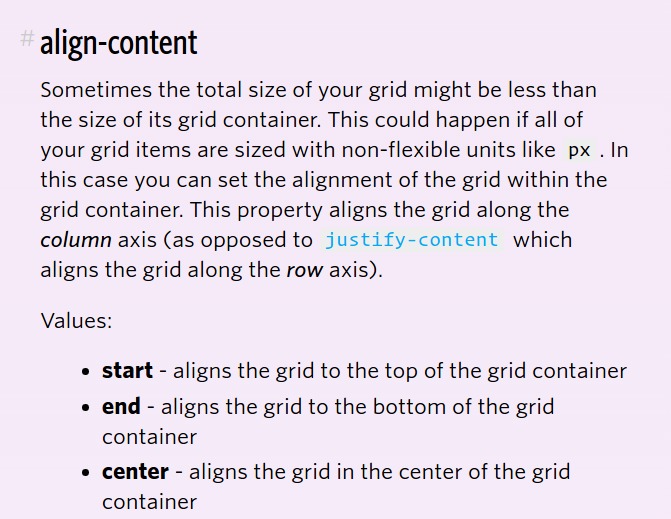 # align-content
Sometimes the total size of your grid might be less than
the size of its grid container. This could happen if all of
your grid items are sized with non-flexible units like px . In
this case you can set the alignment of the grid within the
grid container. This property aligns the grid along the
column axis (as opposed to justify-content which
aligns the grid along the row axis).
Values:
• start - aligns the grid to the top of the grid container
• end - aligns the grid to the bottom of the grid
container
• center - aligns the grid in the center of the grid
container